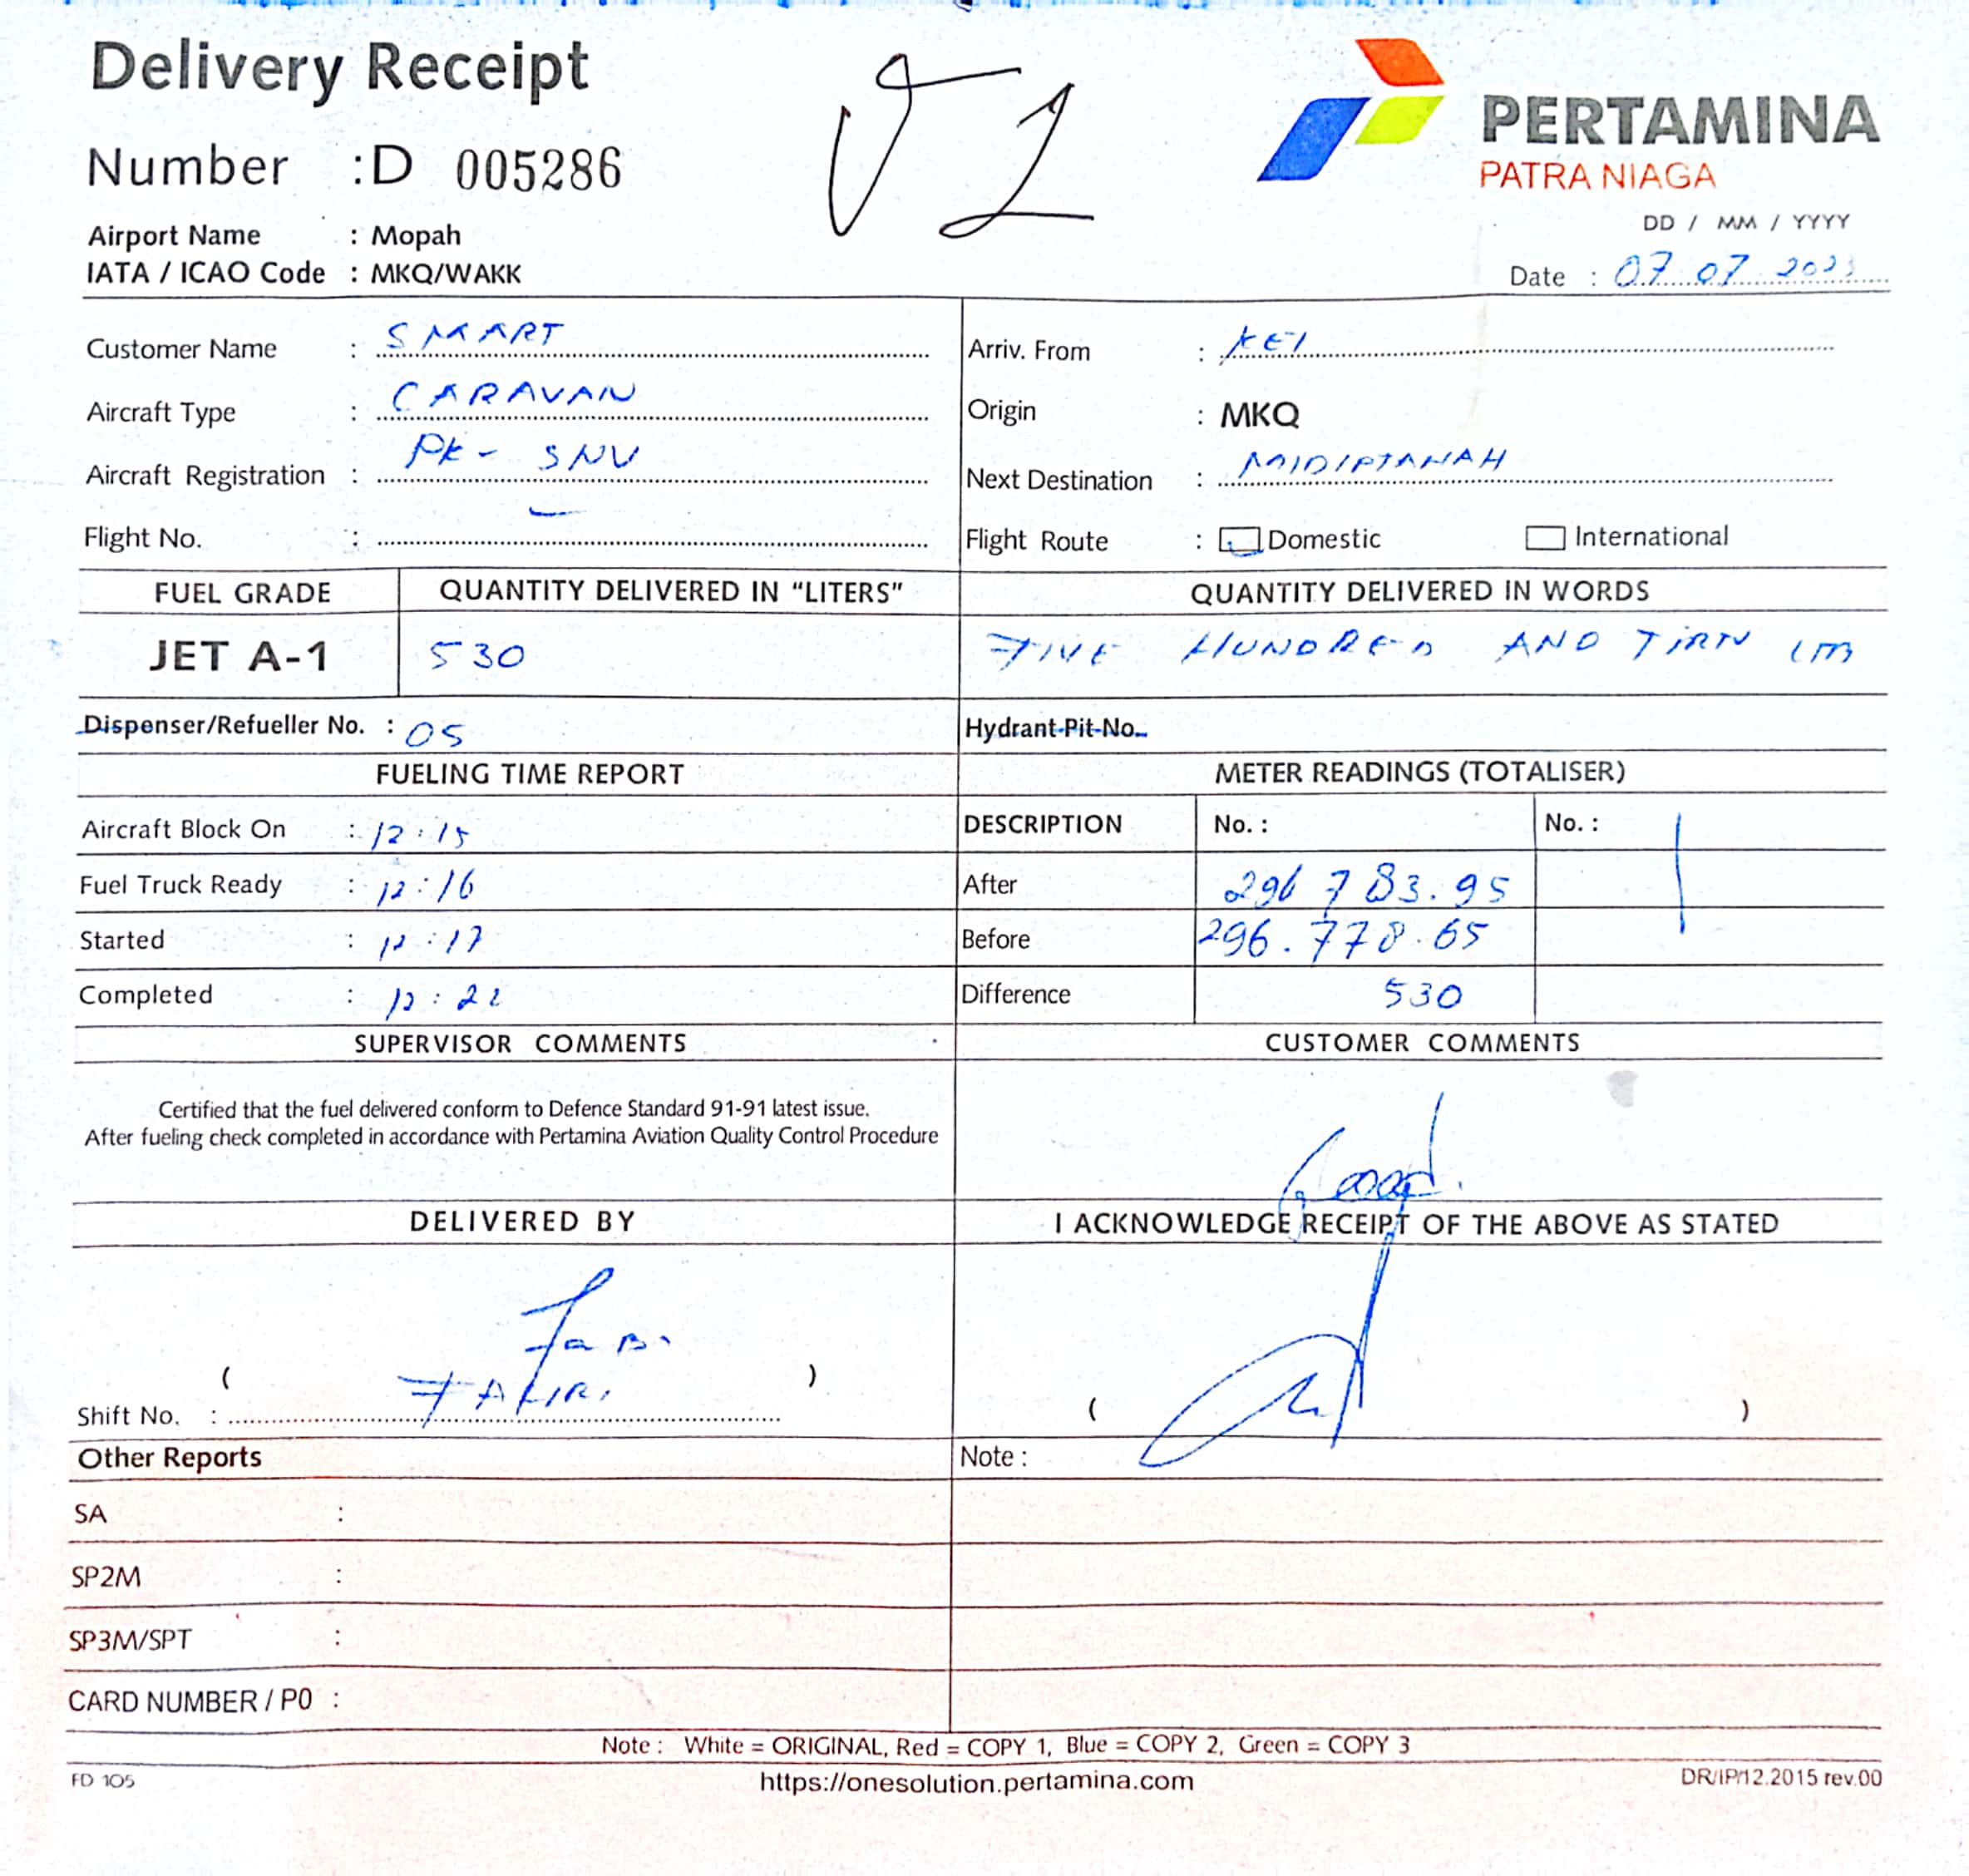 Delivery Receipt
Number :D 005286
PERTAMINA
PATRA NIAGA
Airport Name : Mopah
IATA / ICAO Code : MKQ/WAKK
DD / MM / YYYY
Date : 07 07 2023
Customer Name : SMART
Arriv. From : KEI
Aircraft Type : CARAVAN
Origin : MKQ
Aircraft Registration : PK - SNV
Next Destination :
Flight No. : -
Flight Route : Domestic International
FUEL GRADE QUANTITY DELIVERED IN "LITERS" QUANTITY DELIVERED IN WORDS
JET A-1 530 FIVE HUNDRED AND
Dispenser/Refueller No. : 05 Hydrant Pit No.
FUELING TIME REPORT METER READINGS (TOTALISER)
Aircraft Block On : 12:15 DESCRIPTION No. : No. :
Fuel Truck Ready : 12:16 After 296 783.95
Started : 12:17 Before 296.778.65
Completed : 12:22 Difference 530
SUPERVISOR COMMENTS CUSTOMER COMMENTS
Certified that the fuel delivered conform to Defence Standard 91-91 latest issue.
After fueling check completed in accordance with Pertamina Aviation Quality Control Procedure
Good.
DELIVERED BY I ACKNOWLEDGE RECEIPT OF THE ABOVE AS STATED
( )
Shift No. :
( )
Other Reports Note :
SA :
SP2M :
SP3M/SPT :
CARD NUMBER / PO :
Note : White = ORIGINAL, Red = COPY 1, Blue = COPY 2, Green = COPY 3
FD 105 https://onesolution.pertamina.com DR/IP/12.2015 rev.00